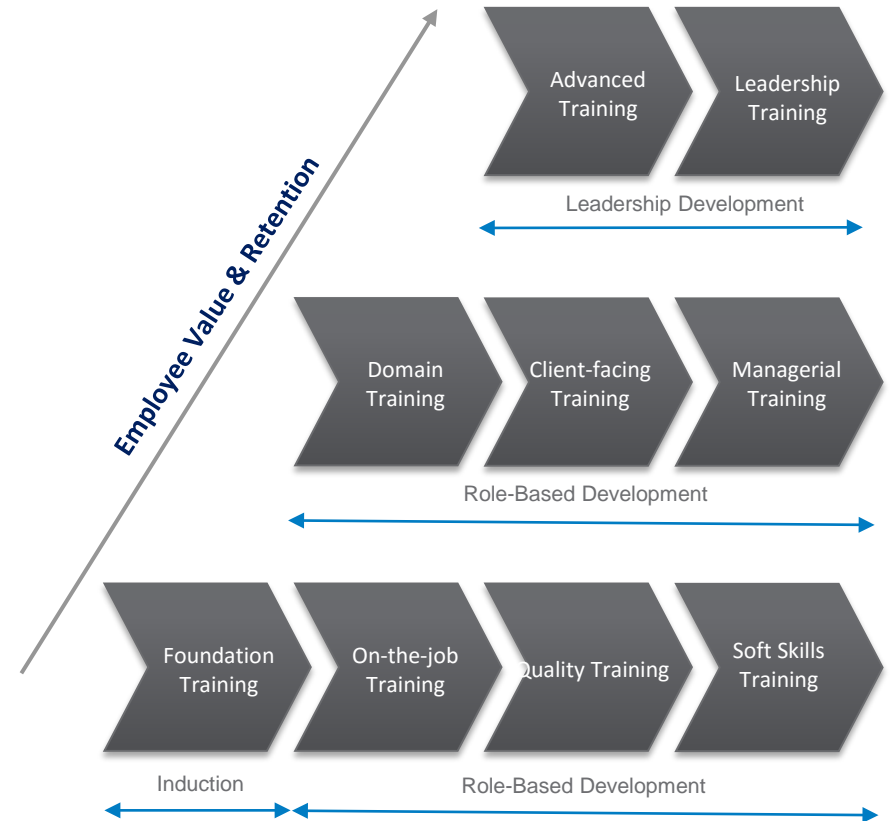 Advanced
Training
Leadership
Training
Leadership Development
Employee Value & Retention
Domain
Training
Client-facing
Training
Managerial
Training
Role-Based Development
Foundation
Training
On-the-job
Training
Quality Training
Soft Skills
Training
Induction
Role-Based Development